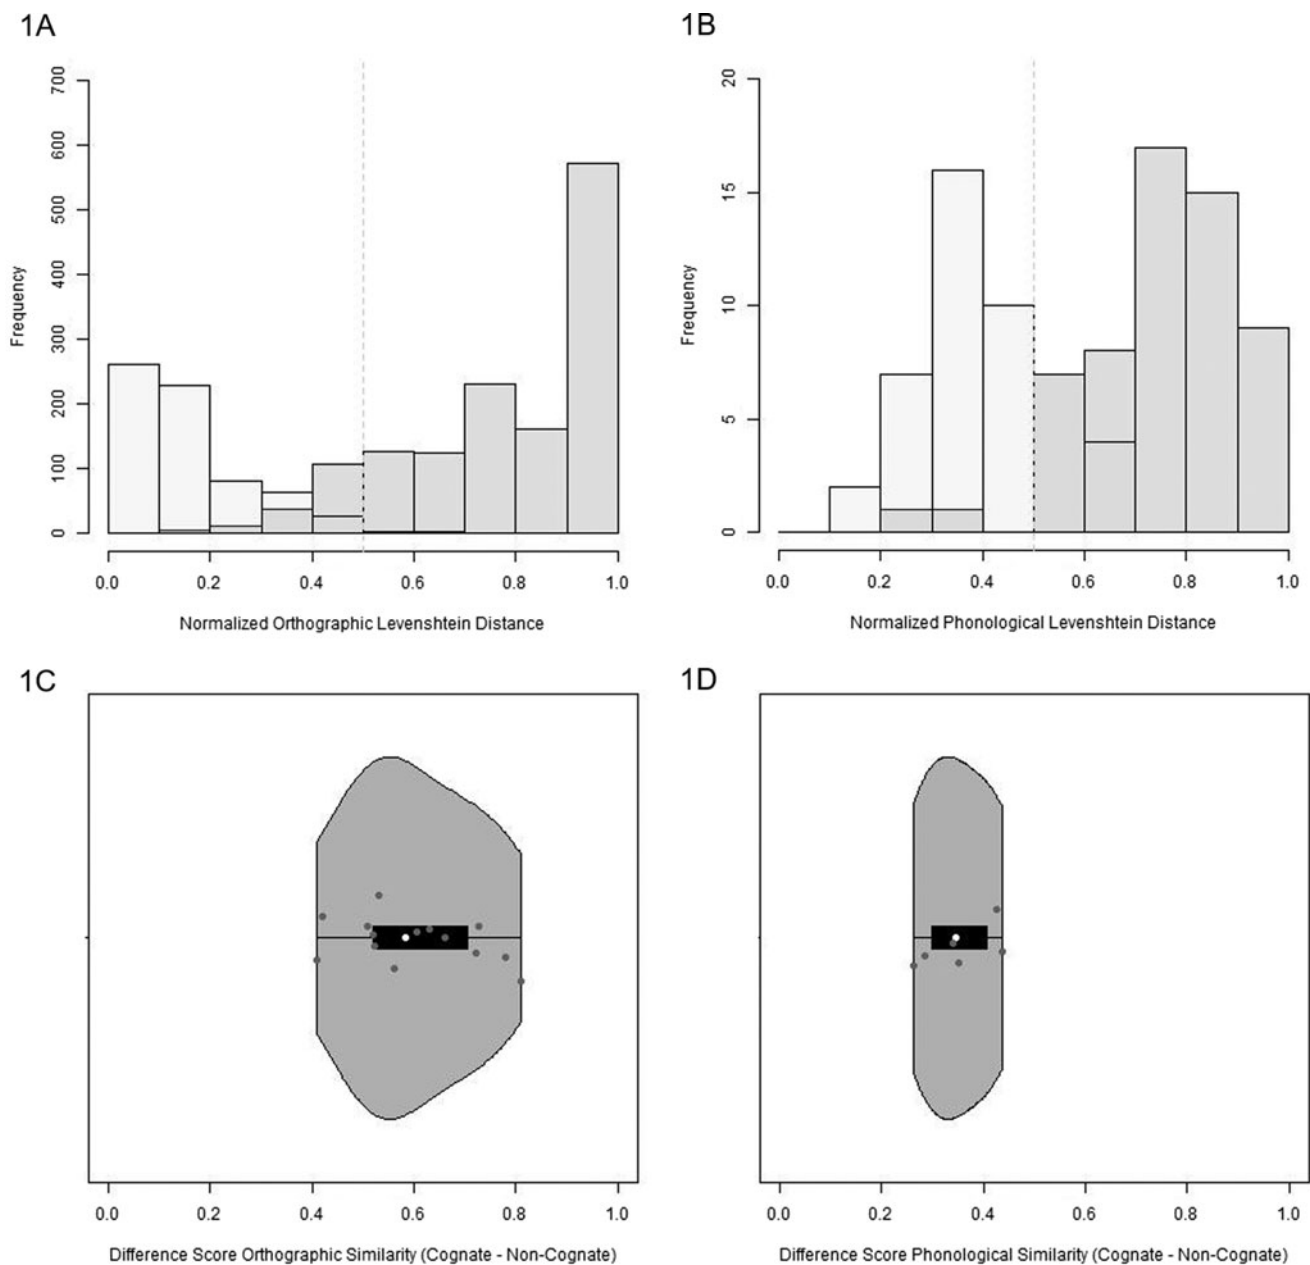 1A
700
600
500
400
300
200
100
0
Frequency
0.0 0.2 0.4 0.6 0.8 1.0
Normalized Orthographic Levenshtein Distance
1B
20
15
10
5
0
Frequency
0.0 0.2 0.4 0.6 0.8 1.0
Normalized Phonological Levenshtein Distance
1C
0.0 0.2 0.4 0.6 0.8 1.0
Difference Score Orthographic Similarity (Cognate - Non-Cognate)
1D
0.0 0.2 0.4 0.6 0.8 1.0
Difference Score Phonological Similarity (Cognate - Non-Cognate)